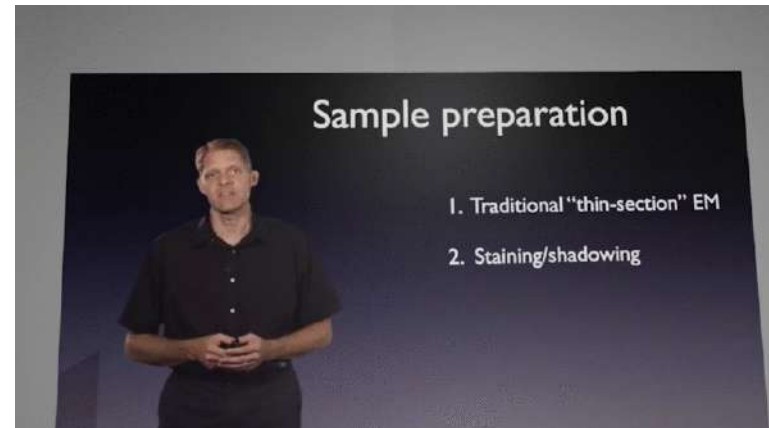 Sample preparation
1. Traditional “thin-section” EM
2. Staining/shadowing